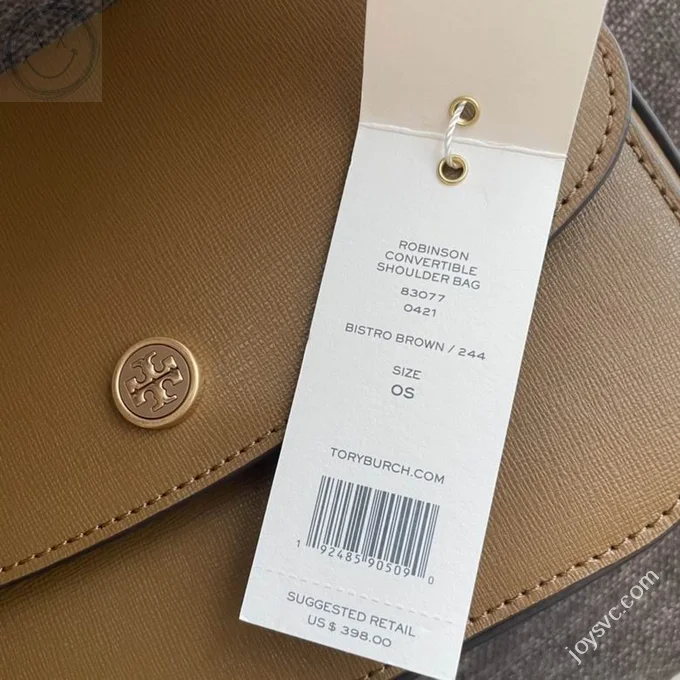 ROBINSON
CONVERTIBLE
SHOULDER BAG
83077
0421
BISTRO BROWN / 244
SIZE
OS
TORYBURCH.COM
1 92485 90509 0
SUGGESTED RETAIL
US $ 398.00
joysvc.com